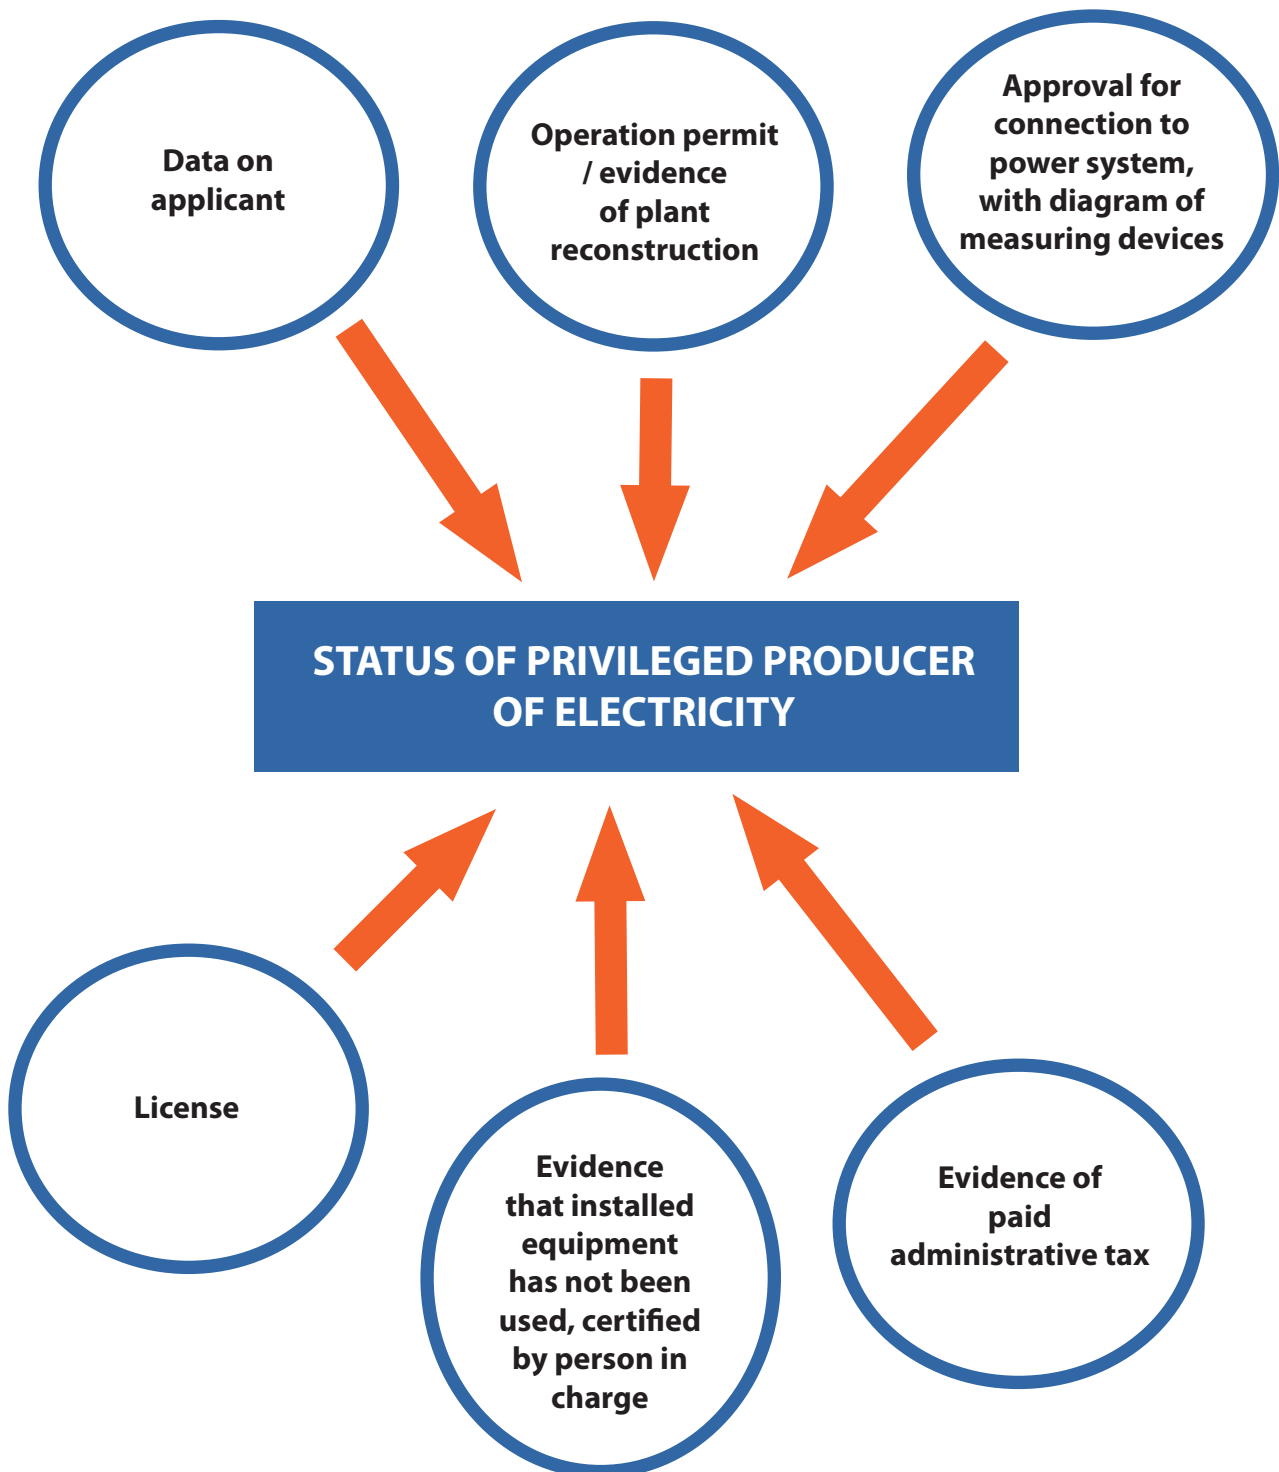 Data on
applicant
Operation permit
/ evidence
of plant
reconstruction
Approval for
connection to
power system,
with diagram of
measuring devices
STATUS OF PRIVILEGED PRODUCER
OF ELECTRICITY
License
Evidence
that installed
equipment
has not been
used, certified
by person in
charge
Evidence of
paid
administrative tax